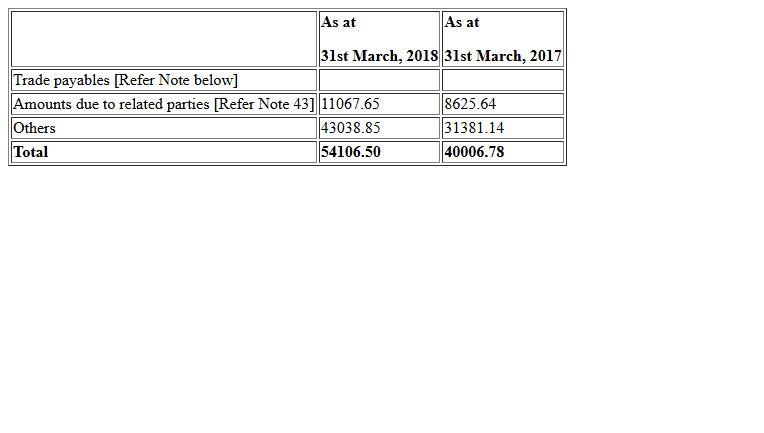 As at As at
31st March, 2018 31st March, 2017
Trade payables [Refer Note below]
Amounts due to related parties [Refer Note 43] 11067.65 8625.64
Others 43038.85 31381.14
Total 54106.50 40006.78